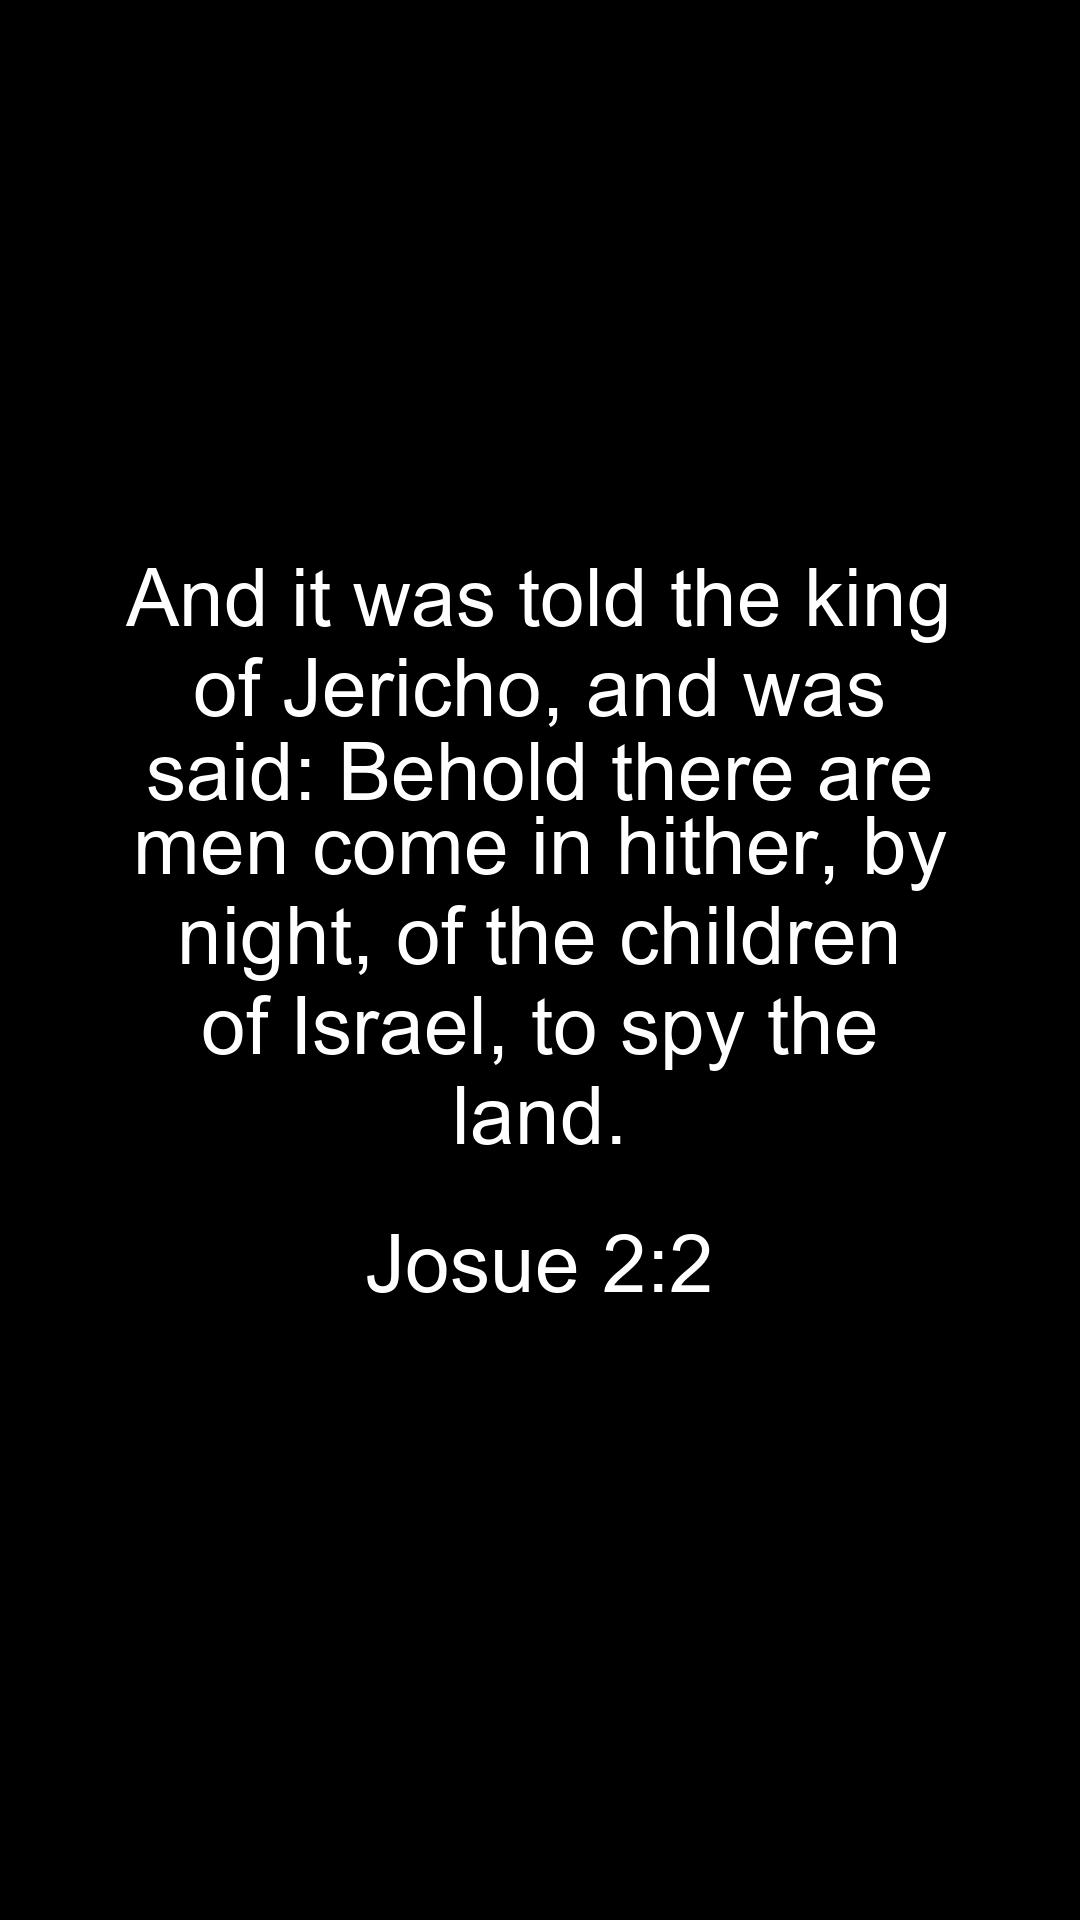 And it was told the king
of Jericho, and was
said: Behold there are
men come in hither, by
night, of the children
of Israel, to spy the
land.
Josue 2:2